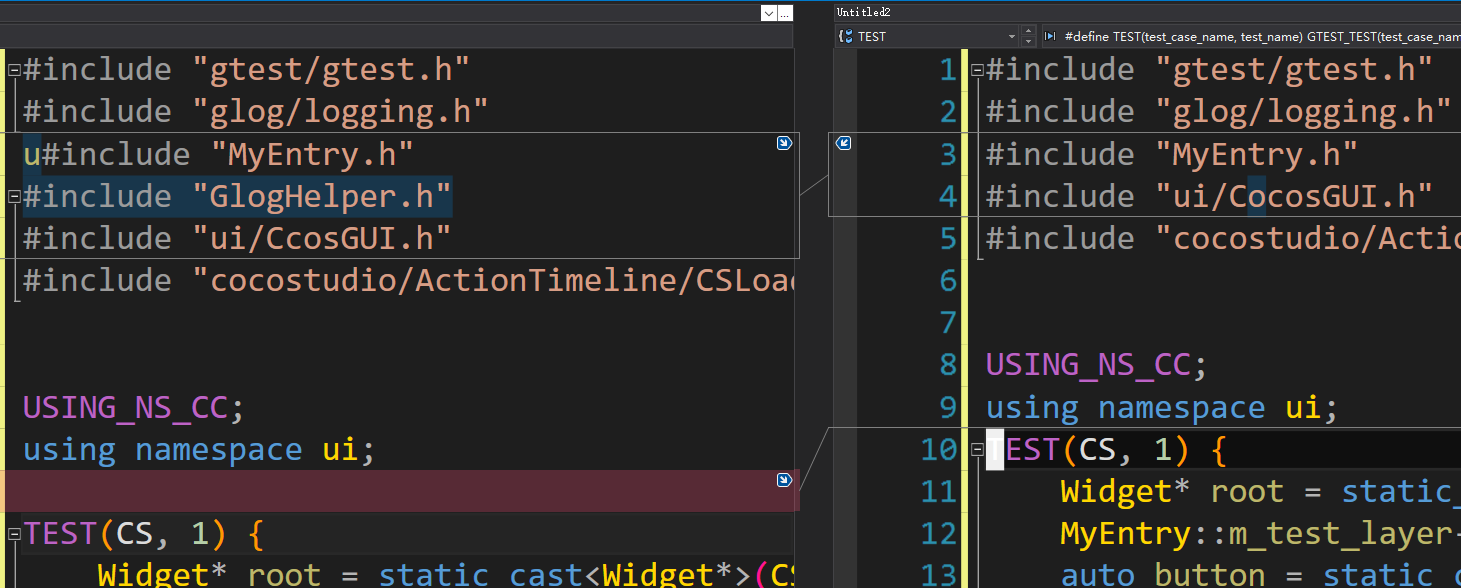 ...
#include "gtest/gtest.h"
#include "glog/logging.h"
u#include "MyEntry.h"
#include "GlogHelper.h"
#include "ui/CcosGUI.h"
#include "cocostudio/ActionTimeline/CSLoad
USING_NS_CC;
using namespace ui;
TEST(CS, 1) {
Widget* root = static_cast<Widget*>(CS
Untitled2
TEST
#define TEST(test_case_name, test_name) GTEST_TEST(test_case_nam
1 #include "gtest/gtest.h"
2 #include "glog/logging.h"
3 #include "MyEntry.h"
4 #include "ui/CocosGUI.h"
5 #include "cocostudio/Actio
6
7
8 USING_NS_CC;
9 using namespace ui;
10 TEST(CS, 1) {
11 Widget* root = static_
12 MyEntry::m_test_layer-
13 auto button = static_c